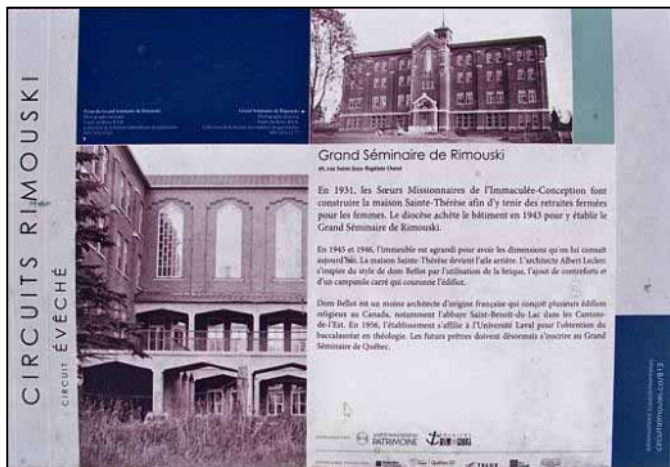 CIRCUITS RIMOUSKI
CIRCUIT ÉVÊCHÉ
Grand Séminaire de Rimouski
49, rue Saint-Jean-Baptiste Ouest
En 1931, les Sœurs Missionnaires de l'Immaculée-Conception font
construire la maison Sainte-Thérèse afin d'y tenir des retraites fermées
pour les femmes. Le diocèse achète le bâtiment en 1943 pour y établir le
Grand Séminaire de Rimouski.
En 1945 et 1946, l'immeuble est agrandi pour avoir les dimensions qu'on lui connaît
aujourd'hui. La maison Sainte-Thérèse devient l'aile arrière. L'architecte Albert Leclerc
s'inspire du style de dom Bellot par l'utilisation de la brique, l'ajout de contreforts et
d'un campanile carré qui couronne l'édifice.
Dom Bellot est un moine architecte d'origine française qui conçoit plusieurs édifices
religieux au Canada, notamment l'abbaye Saint-Benoît-du-Lac dans les Cantons-
de-l'Est. En 1956, l'établissement s'affilie à l'Université Laval pour l'obtention du
baccalauréat en théologie. Les futurs prêtres doivent désormais s'inscrire au Grand
Séminaire de Québec.
PATRIMOINE
circuitsrimouski.ca/813